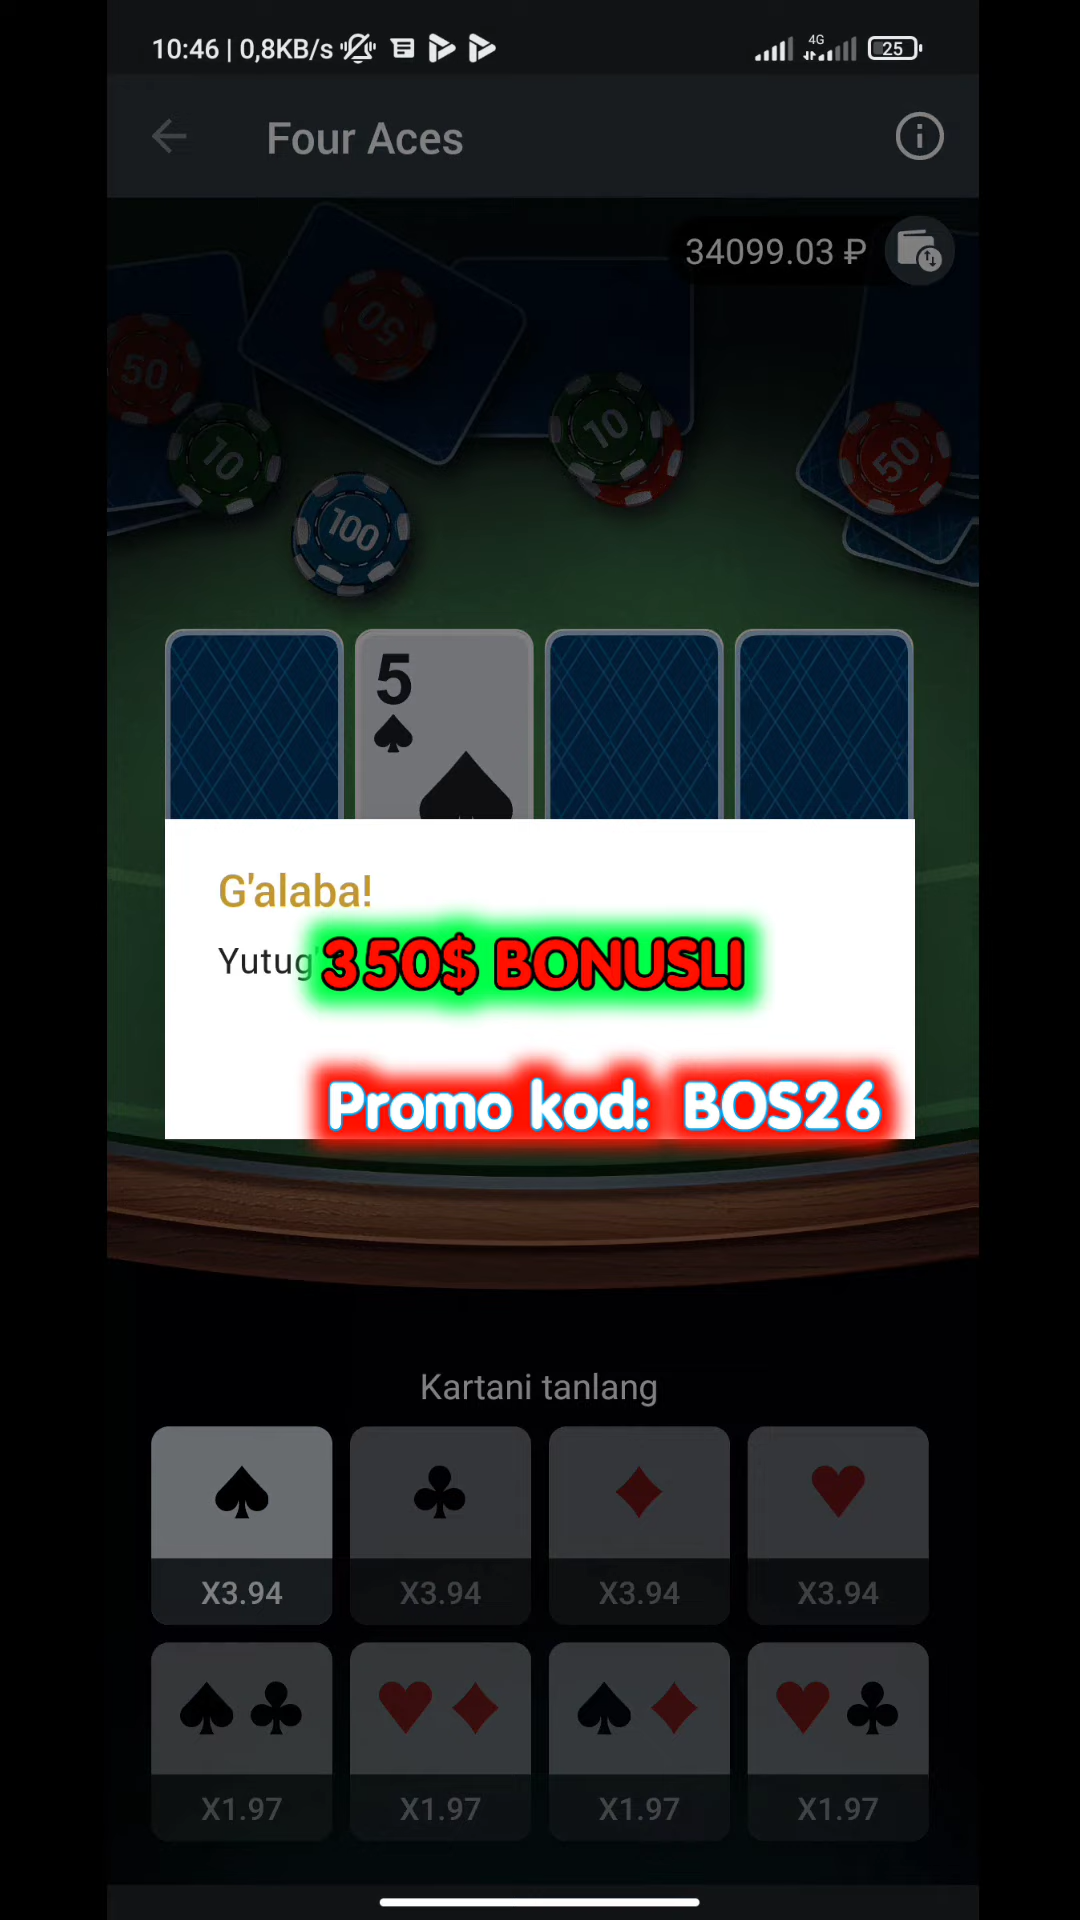 10:46 | 0,8KB/s
4G
25
Four Aces
34099.03 ₽
50
50
10
10
50
100
5
G'alaba!
Yutug'
350$ BONUSLI
Promo kod: BOS26
Kartani tanlang
X3.94 X3.94 X3.94 X3.94
X1.97 X1.97 X1.97 X1.97